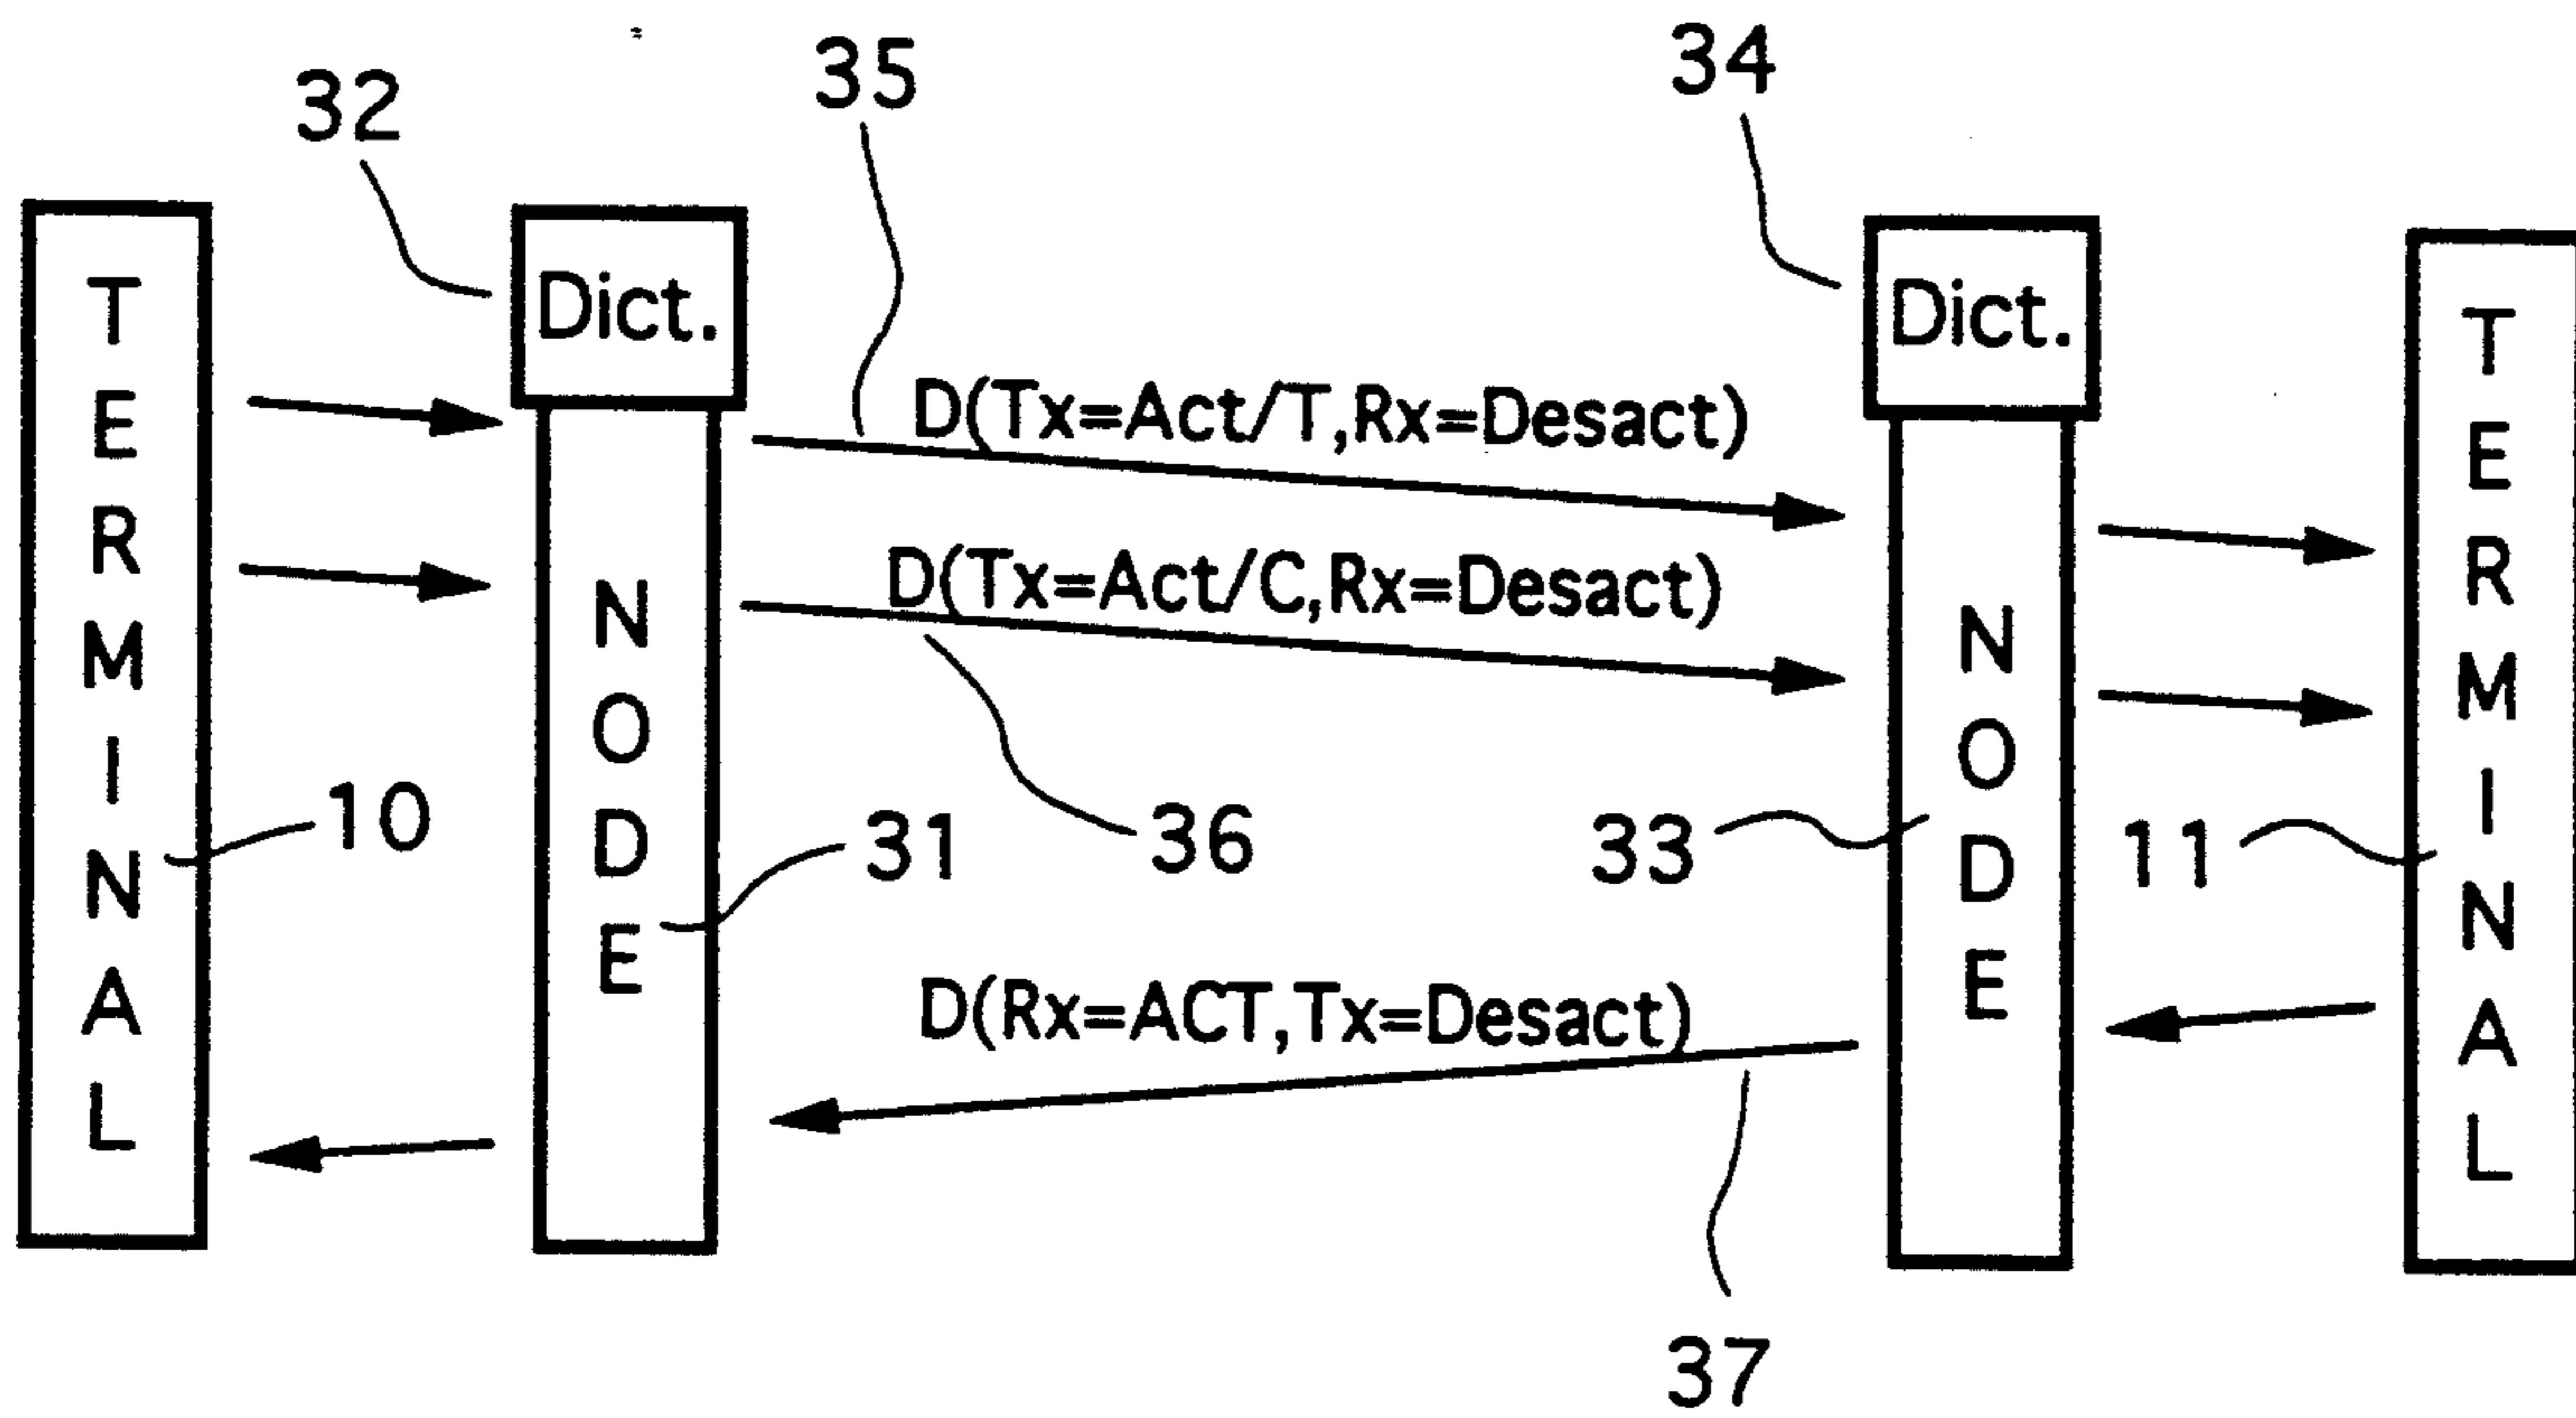 32
35
34
Dict.
Dict.
D(Tx=Act/T,Rx=Desact)
D(Tx=Act/C,Rx=Desact)
TERMINAL
NODE
NODE
TERMINAL
10
31
36
33
11
D(Rx=ACT,Tx=Desact)
37